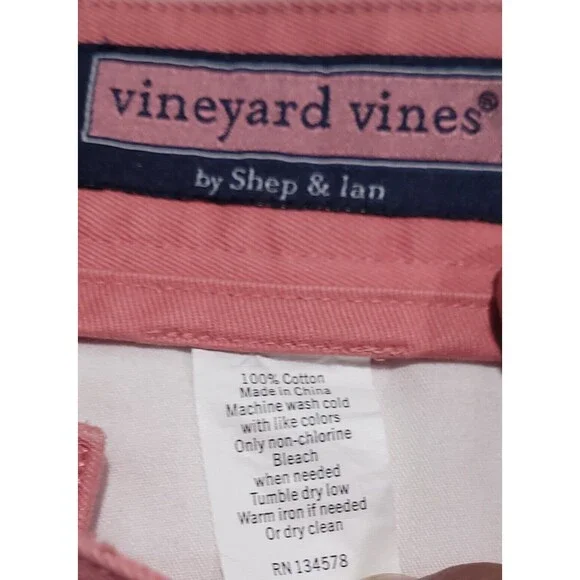 vineyard vines®
by Shep & Ian
100% Cotton
Made in China
Machine wash cold
with like colors
Only non-chlorine
Bleach
when needed
Tumble dry low
Warm iron if needed
Or dry clean
RN 134578